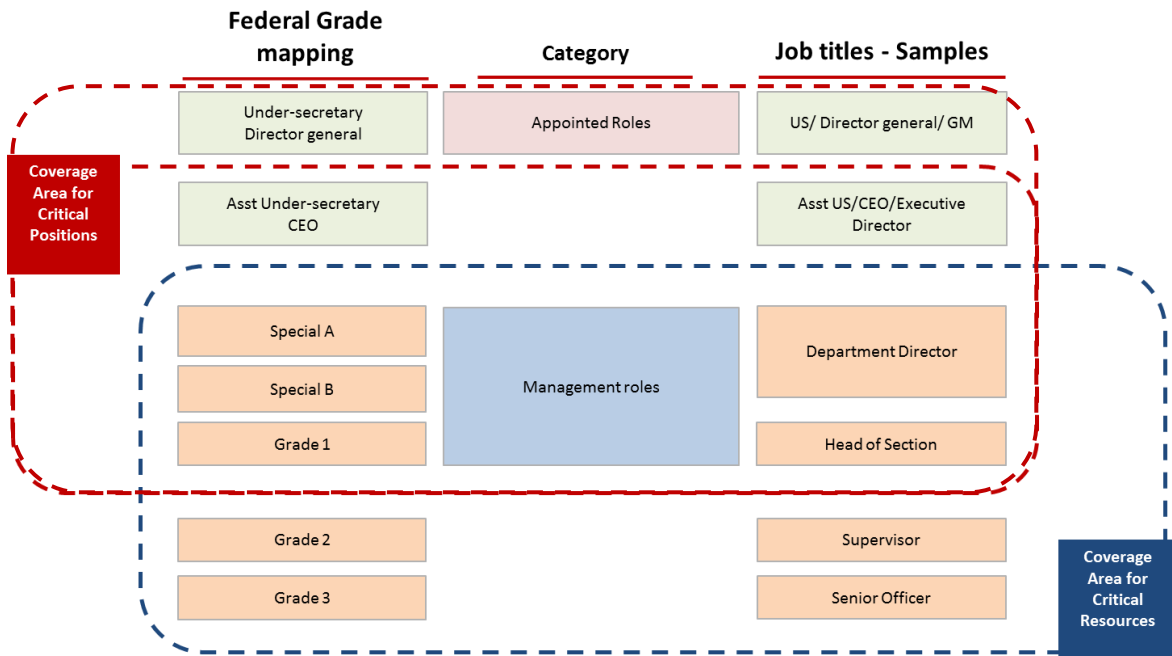 Federal Grade
mapping
Category
Job titles - Samples
Under-secretary
Director general
Appointed Roles
US/ Director general/ GM
Coverage
Area for
Critical
Positions
Asst Under-secretary
CEO
Asst US/CEO/Executive
Director
Special A
Department Director
Special B
Management roles
Grade 1
Head of Section
Grade 2
Supervisor
Grade 3
Senior Officer
Coverage
Area for
Critical
Resources